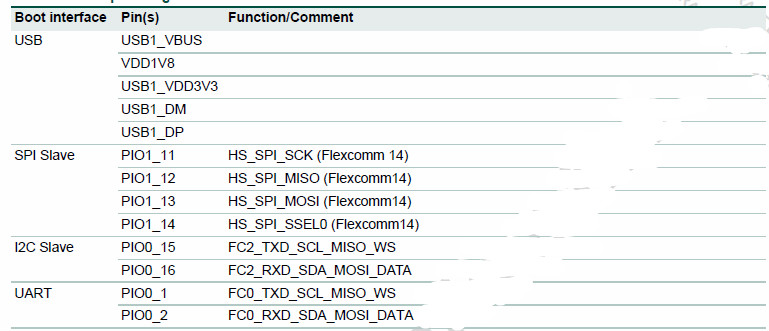 Boot interface Pin(s) Function/Comment
USB USB1_VBUS
VDD1V8
USB1_VDD3V3
USB1_DM
USB1_DP
SPI Slave PIO1_11 HS_SPI_SCK (Flexcomm 14)
PIO1_12 HS_SPI_MISO (Flexcomm14)
PIO1_13 HS_SPI_MOSI (Flexcomm14)
PIO1_14 HS_SPI_SSEL0 (Flexcomm14)
I2C Slave PIO0_15 FC2_TXD_SCL_MISO_WS
PIO0_16 FC2_RXD_SDA_MOSI_DATA
UART PIO0_1 FC0_TXD_SCL_MISO_WS
PIO0_2 FC0_RXD_SDA_MOSI_DATA